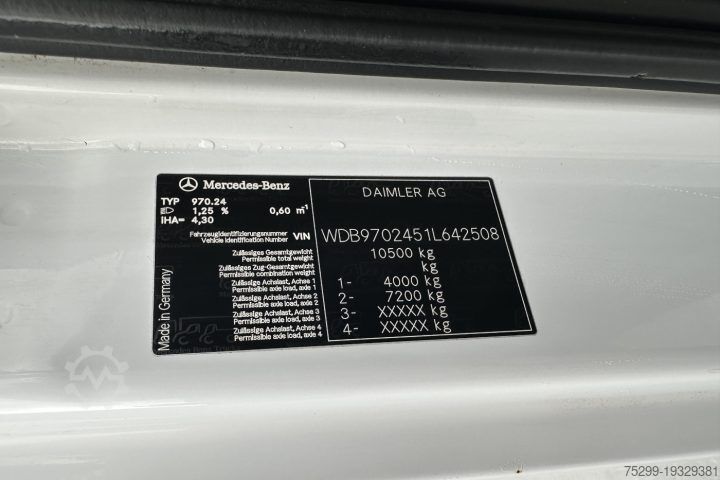 Mercedes-Benz
TYP 970.24
1,25 % 0,60 m⁻¹
IHA= 4,30
Fahrzeugidentifizierungsnummer
Vehicle Identification Number VIN
Zulässiges Gesamtgewicht
Permissible total weight
Zulässiges Zug-Gesamtgewicht
Permissible combination weight
Zulässige Achslast, Achse 1
Permissible axle load, axle 1
Zulässige Achslast, Achse 2
Permissible axle load, axle 2
Zulässige Achslast, Achse 3
Permissible axle load, axle 3
Zulässige Achslast, Achse 4
Permissible axle load, axle 4
Made in Germany
DAIMLER AG
WDB9702451L642508
10500 kg
kg
1- 4000 kg
2- 7200 kg
3- XXXXX kg
4- XXXXX kg
75299-19329381